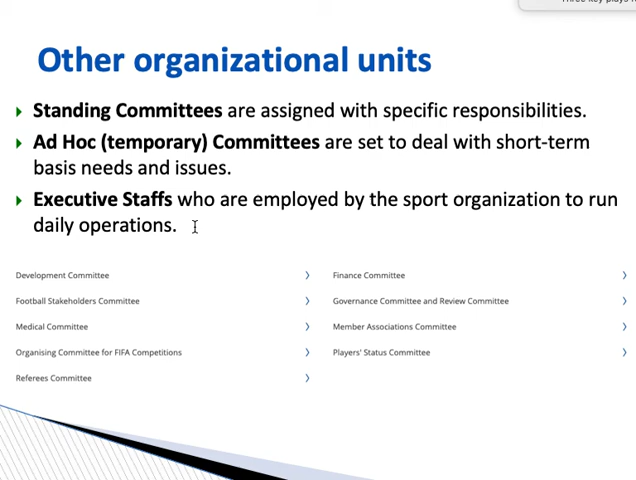 Other organizational units
Standing Committees are assigned with specific responsibilities.
Ad Hoc (temporary) Committees are set to deal with short-term
basis needs and issues.
Executive Staffs who are employed by the sport organization to run
daily operations.
Development Committee
Football Stakeholders Committee
Medical Committee
Organising Committee for FIFA Competitions
Referees Committee
Finance Committee
Governance Committee and Review Committee
Member Associations Committee
Players' Status Committee